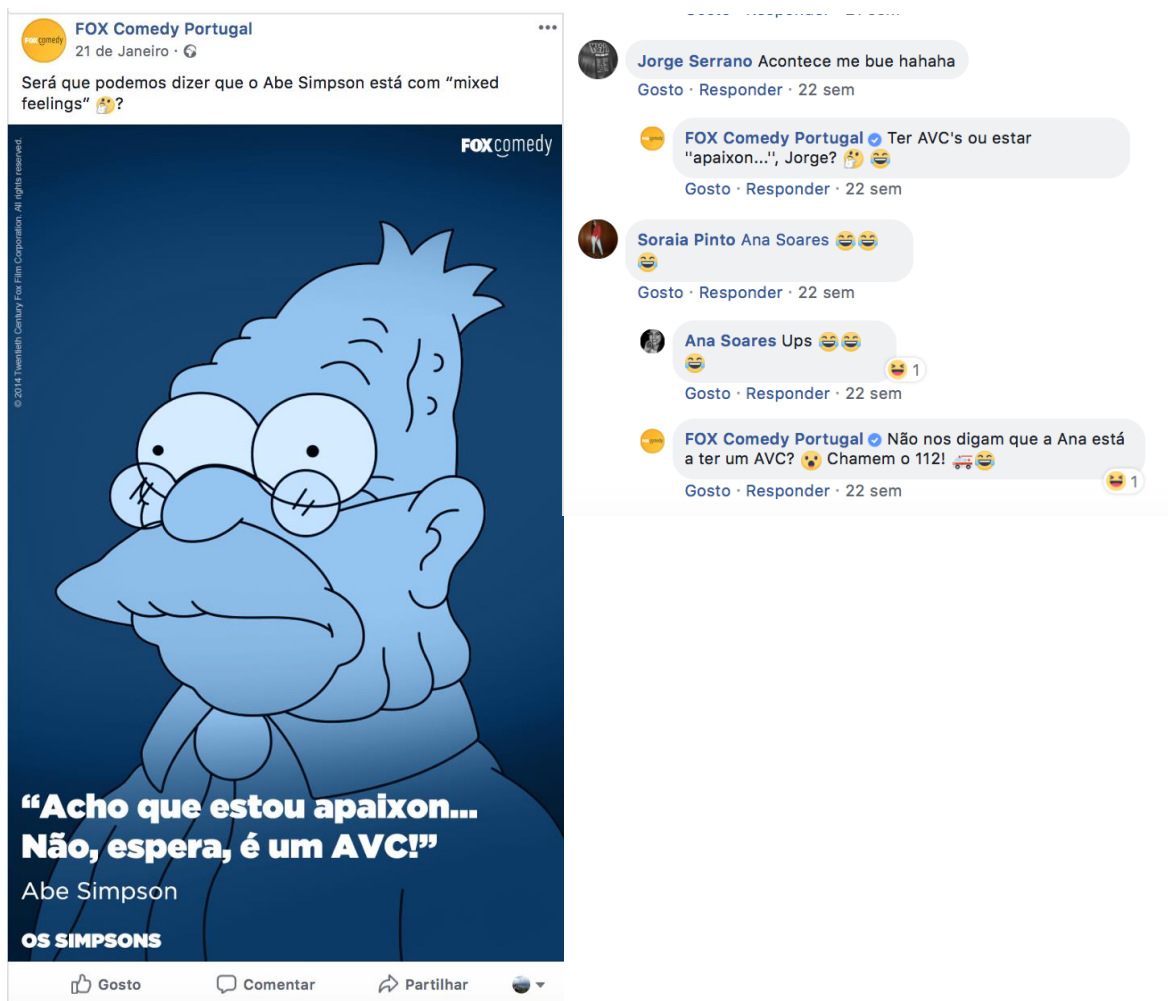 FOX Comedy Portugal
21 de Janeiro ·
Será que podemos dizer que o Abe Simpson está com “mixed
feelings” 🤔?
FOX comedy
© 2014 Twentieth Century Fox Film Corporation. All rights reserved.
“Acho que estou apaixon...
Não, espera, é um AVC!”
Abe Simpson
OS SIMPSONS
Gosto Comentar Partilhar
Jorge Serrano Acontece me bue hahaha
Gosto · Responder · 22 sem
FOX Comedy Portugal Ter AVC's ou estar
"apaixon...", Jorge? 🤔 😂
Gosto · Responder · 22 sem
Soraia Pinto Ana Soares 😂😂
😂
Gosto · Responder · 22 sem
Ana Soares Ups 😂😂
😂
😆 1
Gosto · Responder · 22 sem
FOX Comedy Portugal Não nos digam que a Ana está
a ter um AVC? 😮 Chamem o 112! 🚑😂
😆 1
Gosto · Responder · 22 sem